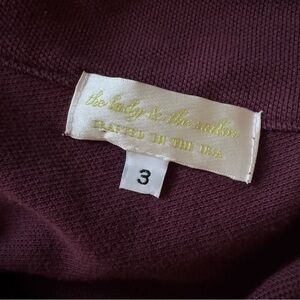 the lady & the sailor
CRAFTED IN THE USA
3